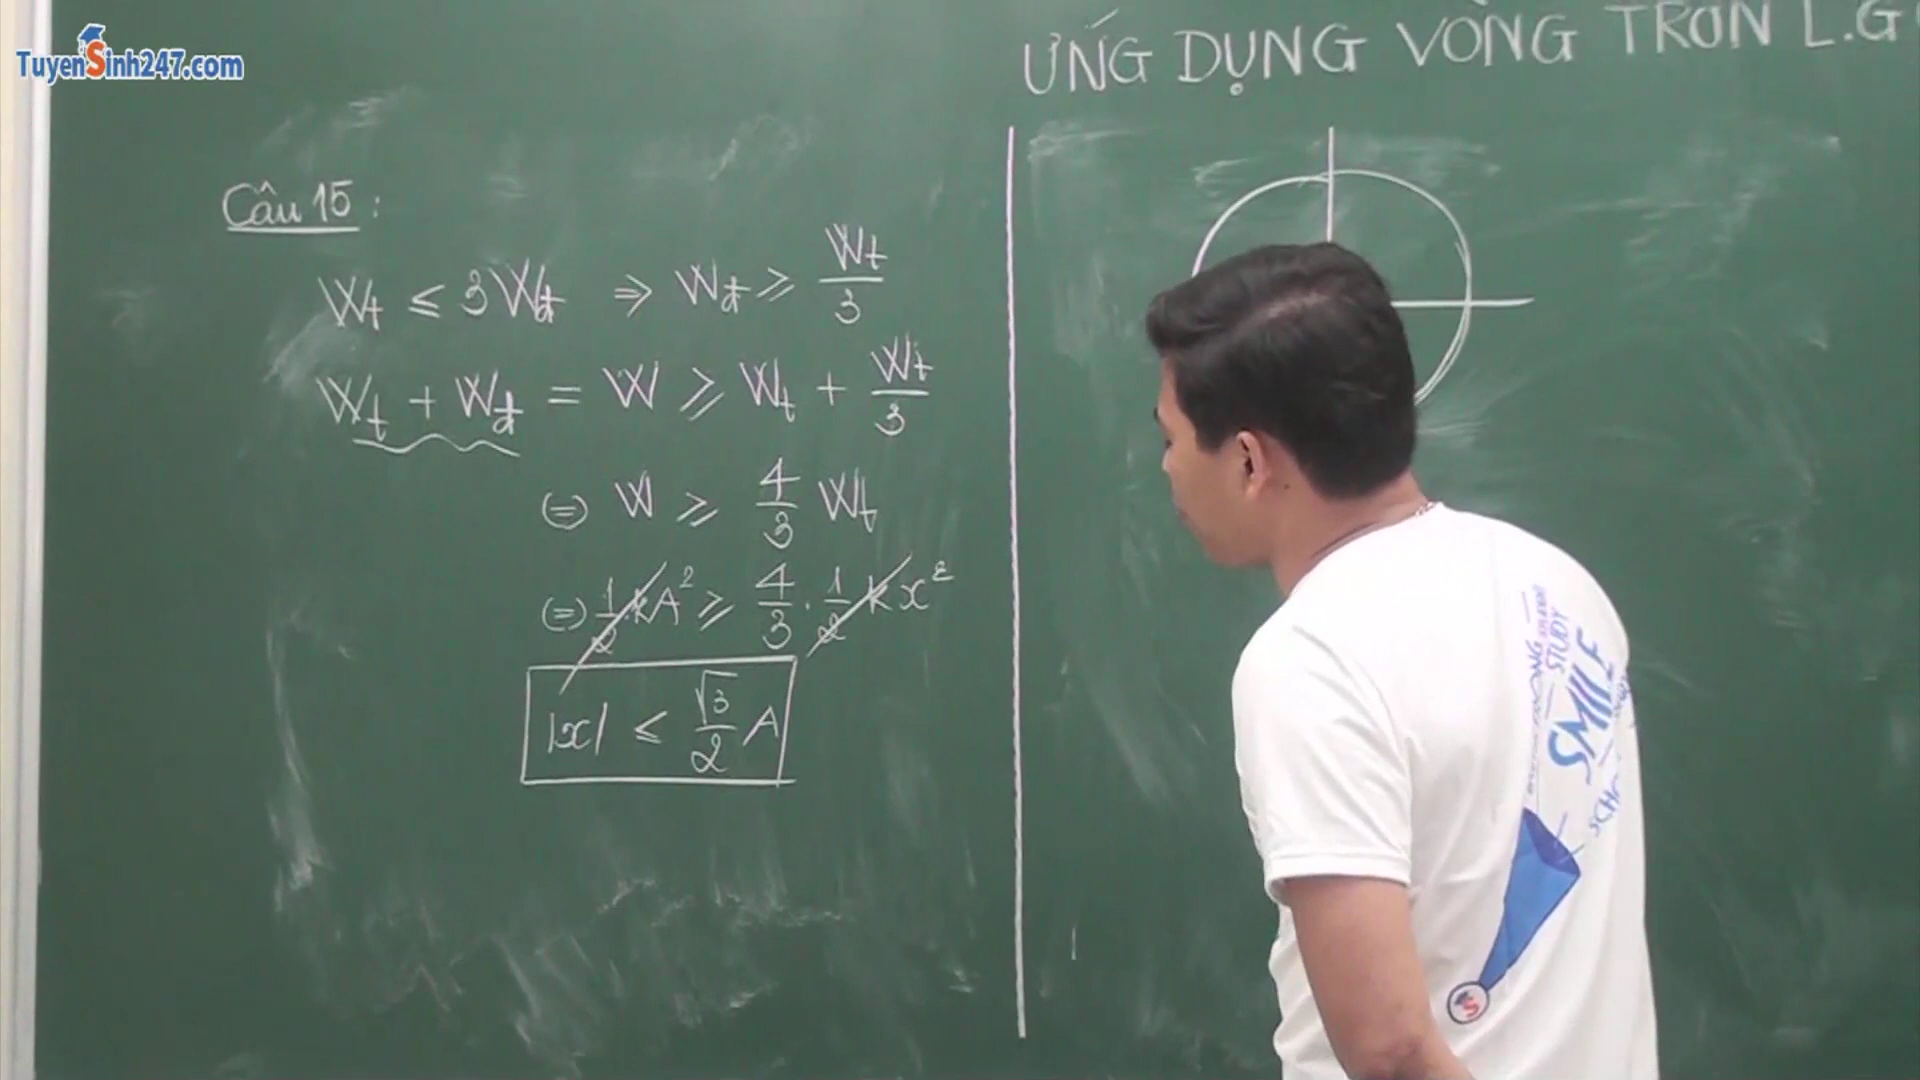 TuyenSinh247.com
ỨNG DỤNG VÒNG TRÒN L.G
Câu 15 :
Wt ≤ 3Wđ ⇒ Wđ ≥ Wt/3
Wt + Wđ = W ≥ Wt + Wt/3
(=) W ≥ 4/3 Wt
(=) 1/2 kA² ≥ 4/3 . 1/2 kx²
|x| ≤ √3/2 A
STUDY
SMILE